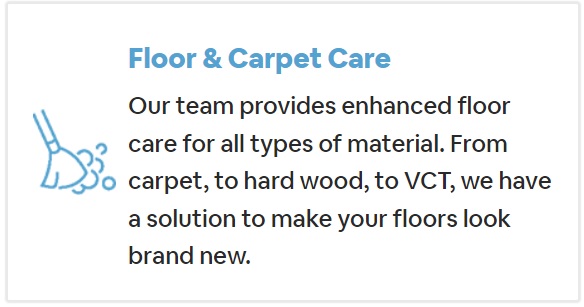 Floor & Carpet Care
Our team provides enhanced floor
care for all types of material. From
carpet, to hard wood, to VCT, we have
a solution to make your floors look
brand new.